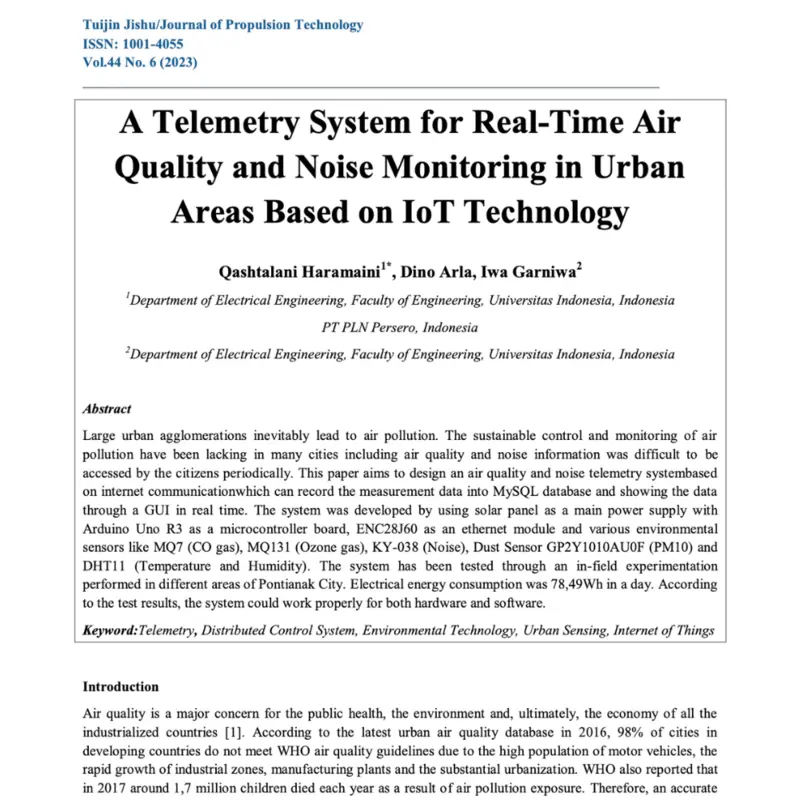 Tuijin Jishu/Journal of Propulsion Technology
ISSN: 1001-4055
Vol.44 No. 6 (2023)
A Telemetry System for Real-Time Air
Quality and Noise Monitoring in Urban
Areas Based on IoT Technology
Qashtalani Haramaini1*, Dino Arla, Iwa Garniwa2
1Department of Electrical Engineering, Faculty of Engineering, Universitas Indonesia, Indonesia
PT PLN Persero, Indonesia
2Department of Electrical Engineering, Faculty of Engineering, Universitas Indonesia, Indonesia
Abstract
Large urban agglomerations inevitably lead to air pollution. The sustainable control and monitoring of air
pollution have been lacking in many cities including air quality and noise information was difficult to be
accessed by the citizens periodically. This paper aims to design an air quality and noise telemetry systembased
on internet communicationwhich can record the measurement data into MySQL database and showing the data
through a GUI in real time. The system was developed by using solar panel as a main power supply with
Arduino Uno R3 as a microcontroller board, ENC28J60 as an ethernet module and various environmental
sensors like MQ7 (CO gas), MQ131 (Ozone gas), KY-038 (Noise), Dust Sensor GP2Y1010AU0F (PM10) and
DHT11 (Temperature and Humidity). The system has been tested through an in-field experimentation
performed in different areas of Pontianak City. Electrical energy consumption was 78,49Wh in a day. According
to the test results, the system could work properly for both hardware and software.
Keyword:Telemetry, Distributed Control System, Environmental Technology, Urban Sensing, Internet of Things
Introduction
Air quality is a major concern for the public health, the environment and, ultimately, the economy of all the
industrialized countries [1]. According to the latest urban air quality database in 2016, 98% of cities in
developing countries do not meet WHO air quality guidelines due to the high population of motor vehicles, the
rapid growth of industrial zones, manufacturing plants and the substantial urbanization. WHO also reported that
in 2017 around 1,7 million children died each year as a result of air pollution exposure. Therefore, an accurate